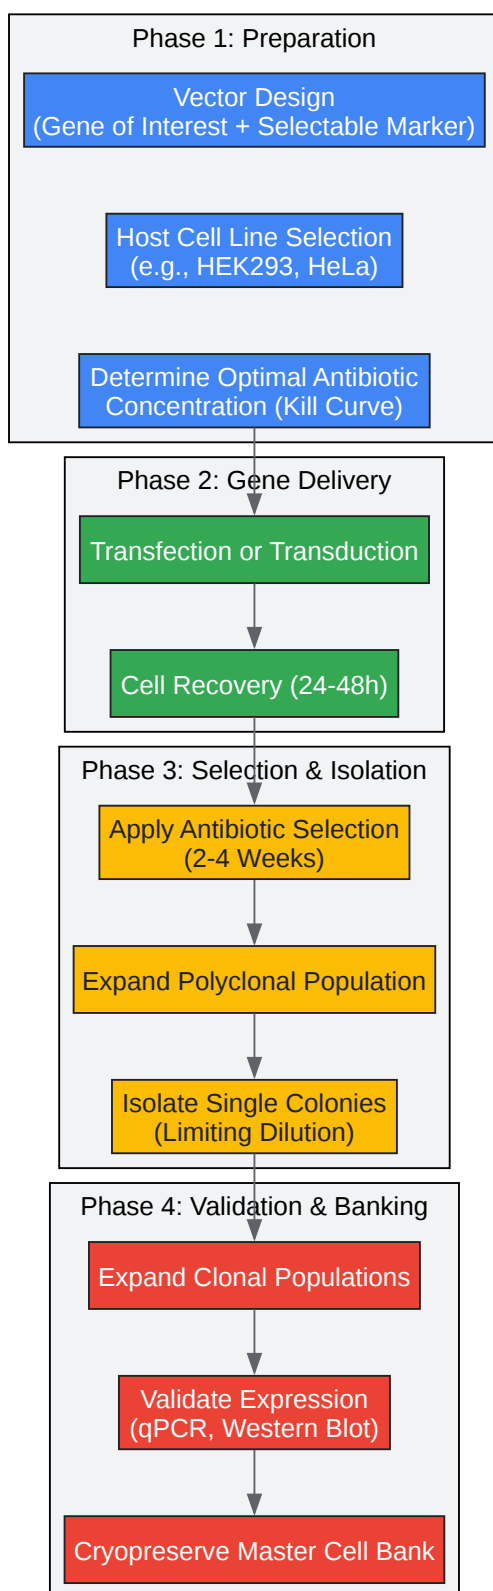 Phase 1: Preparation
Vector Design
(Gene of Interest + Selectable Marker)
Host Cell Line Selection
(e.g., HEK293, HeLa)
Determine Optimal Antibiotic
Concentration (Kill Curve)
Phase 2: Gene Delivery
Transfection or Transduction
Cell Recovery (24-48h)
Phase 3: Selection & Isolation
Apply Antibiotic Selection
(2-4 Weeks)
Expand Polyclonal Population
Isolate Single Colonies
(Limiting Dilution)
Phase 4: Validation & Banking
Expand Clonal Populations
Validate Expression
(qPCR, Western Blot)
Cryopreserve Master Cell Bank